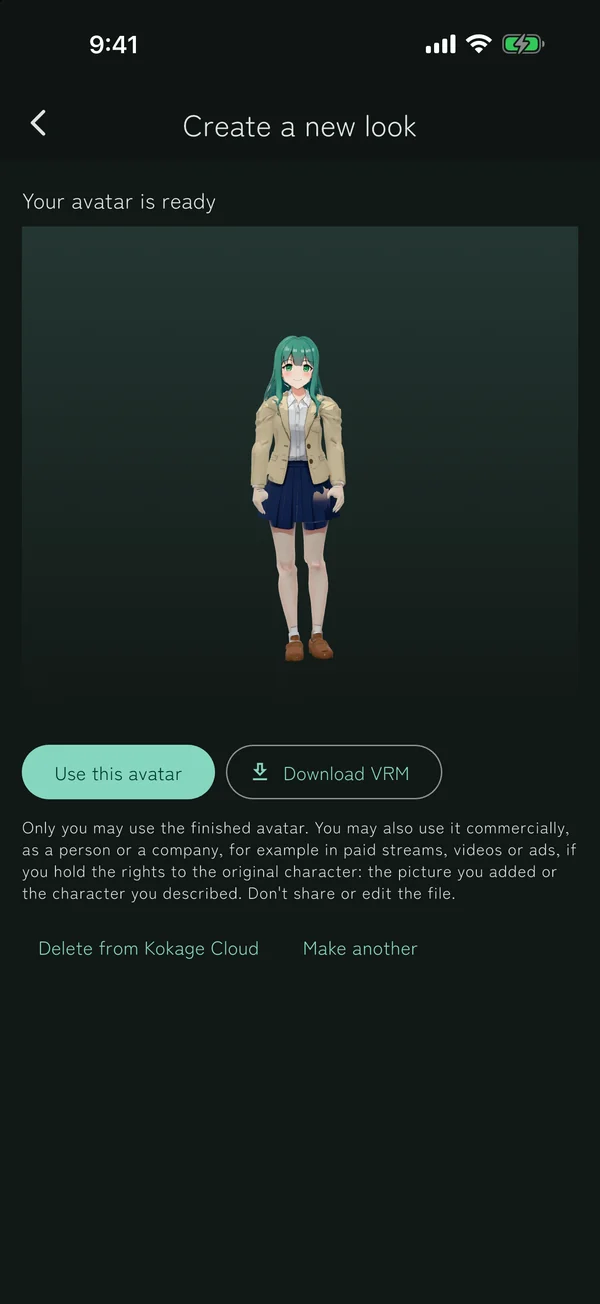 9:41
Create a new look
Your avatar is ready
Use this avatar
Download VRM
Only you may use the finished avatar. You may also use it commercially,
as a person or a company, for example in paid streams, videos or ads, if
you hold the rights to the original character: the picture you added or
the character you described. Don't share or edit the file.
Delete from Kokage Cloud
Make another